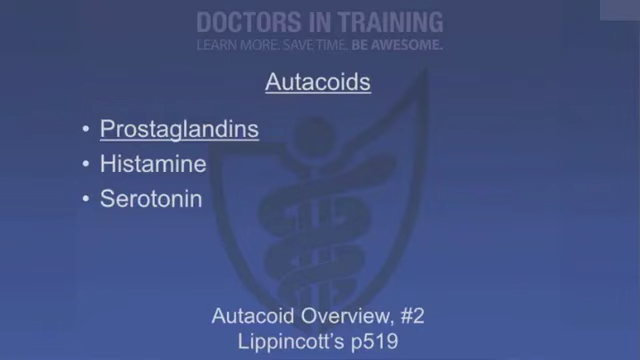 DOCTORS IN TRAINING
LEARN MORE. SAVE TIME. BE AWESOME.
Autacoids
• Prostaglandins
• Histamine
• Serotonin
Autacoid Overview, #2
Lippincott's p519